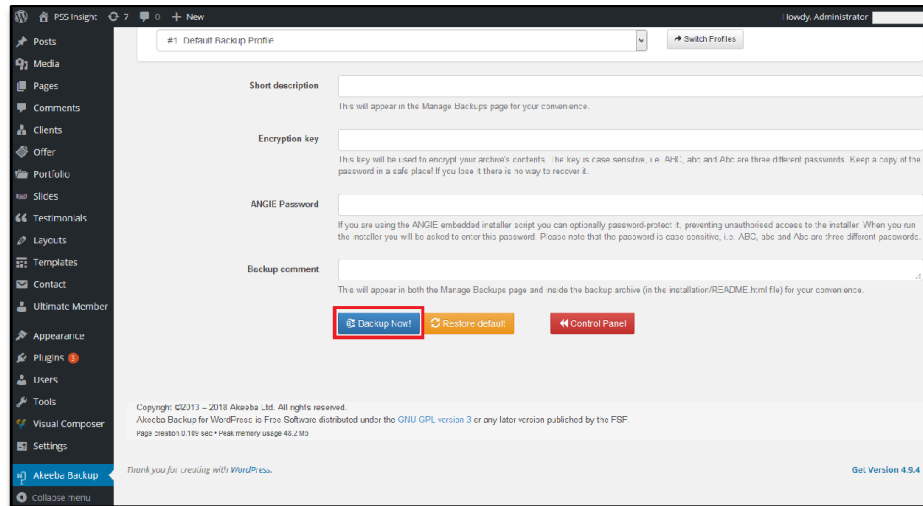 PSS Insight 7 0 + New Howdy, Administrator
Posts
Media
Pages
Comments
Clients
Offer
Portfolio
Slides
Testimonials
Layouts
Templates
Contact
Ultimate Member
Appearance
Plugins 3
Users
Tools
Visual Composer
Settings
Akeeba Backup
Collapse menu
#1. Default Backup Profile
Switch Profiles
Short description
This will appear in the Manage Backups page for your convenience.
Encryption key
This key will be used to encrypt your archive's contents. The key is case sensitive, i.e. ABC, abc and Abc are three different passwords. Keep a copy of the
password in a safe place! If you lose it there is no way to recover it.
ANGIE Password
If you are using the ANGIE embedded installer script you can optionally password-protect it, preventing unauthorised access to the installer. When you run
the installer you will be asked to enter this password. Please note that the password is case sensitive, i.e. ABC, abc and Abc are three different passwords.
Backup comment
This will appear in both the Manage Backups page and inside the backup archive (in the installation/README.html file) for your convenience.
Backup Now!
Restore default
Control Panel
Copyright ©2013 – 2018 Akeeba Ltd. All rights reserved.
Akeeba Backup for WordPress is Free Software distributed under the GNU GPL version 3 or any later version published by the FSF.
Page creation 0.109 sec • Peak memory usage 48.2 Mb
Thank you for creating with WordPress.
Get Version 4.9.4